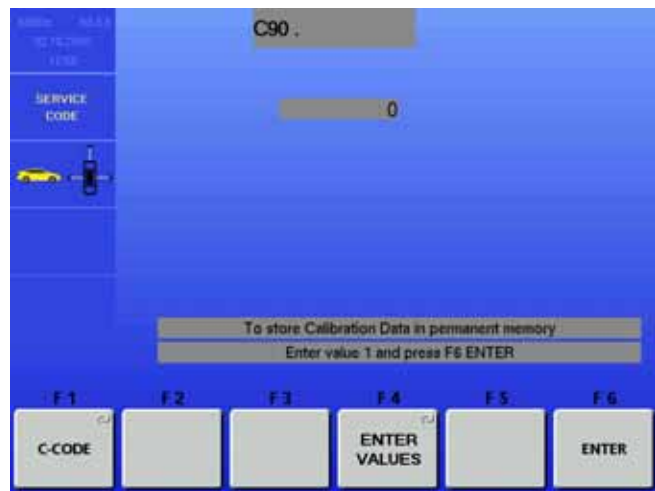 C90 .
SERVICE
CODE
0
To store Calibration Data in permanent memory
Enter value 1 and press F6 ENTER
F1 F2 F3 F4 F5 F6
C-CODE
ENTER
VALUES
ENTER